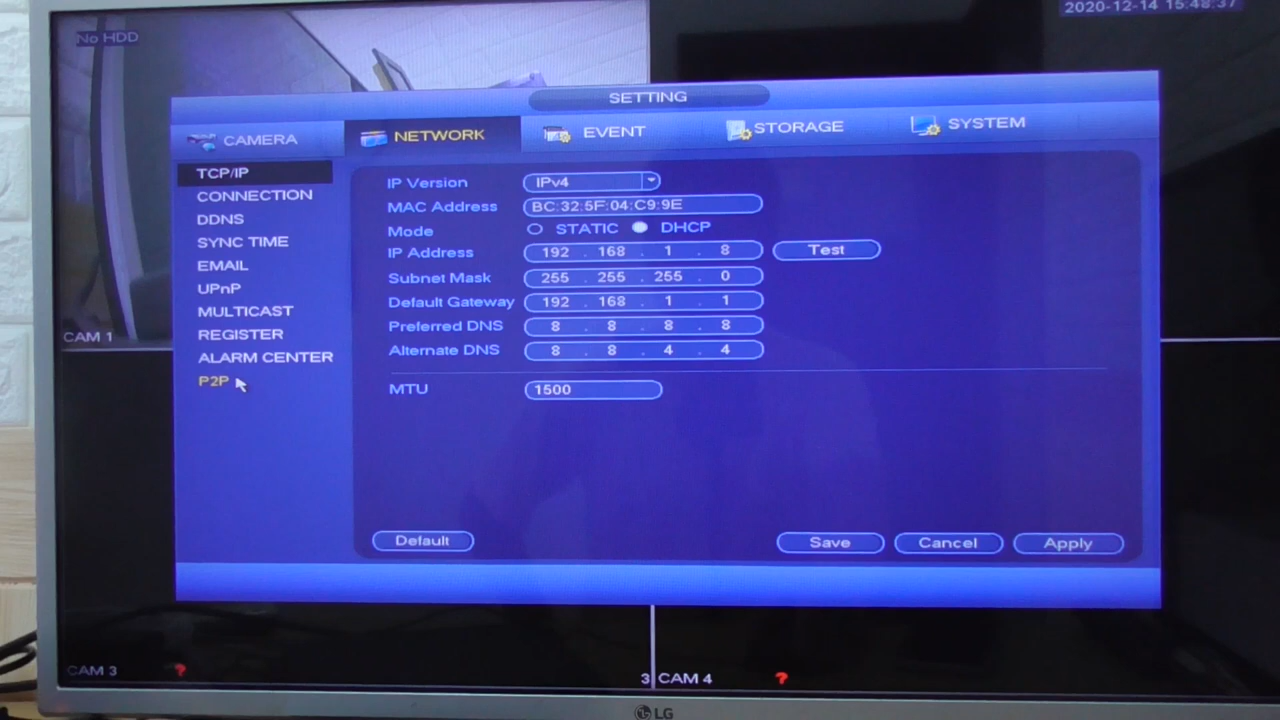 2020-12-14 15:48:37
No HDD
SETTING
CAMERA
NETWORK
EVENT
STORAGE
SYSTEM
TCP/IP
CONNECTION
DDNS
SYNC TIME
EMAIL
UPnP
MULTICAST
REGISTER
ALARM CENTER
P2P
IP Version IPv4
MAC Address BC:32:5F:04:C9:9E
Mode STATIC DHCP
IP Address 192 . 168 . 1 . 8 Test
Subnet Mask 255 . 255 . 255 . 0
Default Gateway 192 . 168 . 1 . 1
Preferred DNS 8 . 8 . 8 . 8
Alternate DNS 8 . 8 . 4 . 4
MTU 1500
Default Save Cancel Apply
CAM 1
CAM 3 ?
3 CAM 4 ?
LG